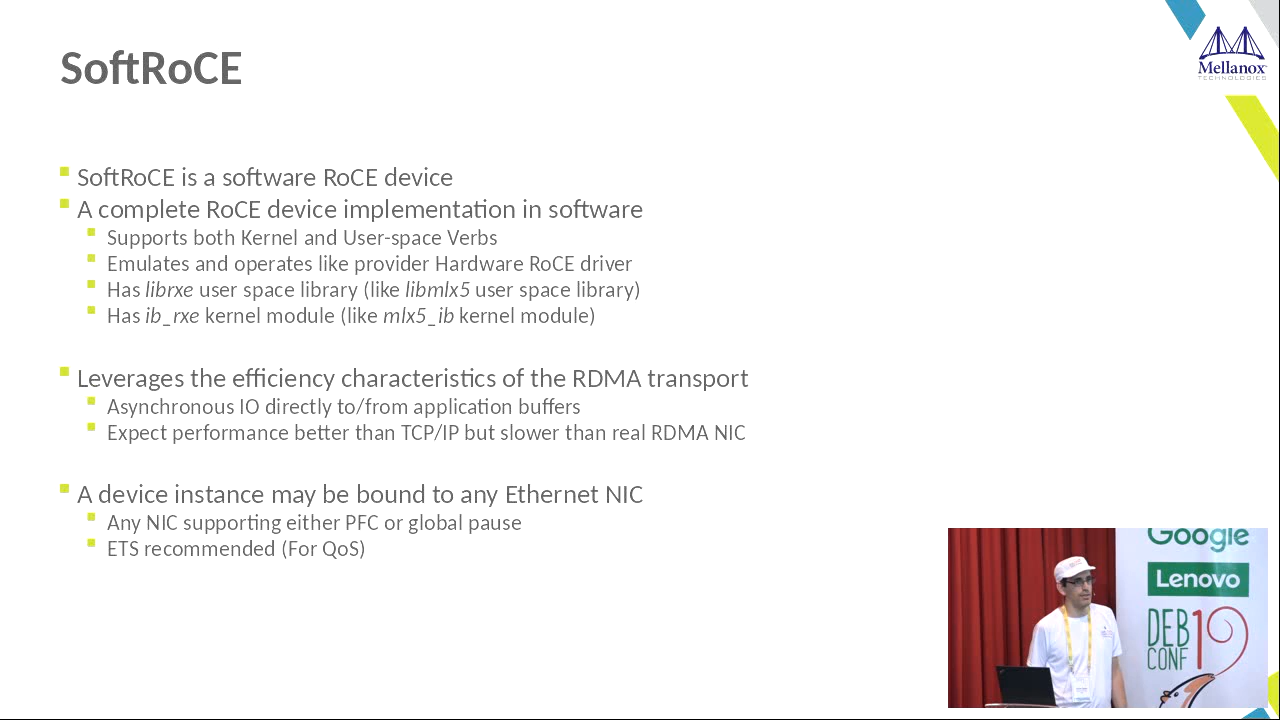 SoftRoCE
Mellanox
TECHNOLOGIES
SoftRoCE is a software RoCE device
A complete RoCE device implementation in software
Supports both Kernel and User-space Verbs
Emulates and operates like provider Hardware RoCE driver
Has librxe user space library (like libmlx5 user space library)
Has ib_rxe kernel module (like mlx5_ib kernel module)
Leverages the efficiency characteristics of the RDMA transport
Asynchronous IO directly to/from application buffers
Expect performance better than TCP/IP but slower than real RDMA NIC
A device instance may be bound to any Ethernet NIC
Any NIC supporting either PFC or global pause
ETS recommended (For QoS)
Google
Lenovo
DEB
CONF 19